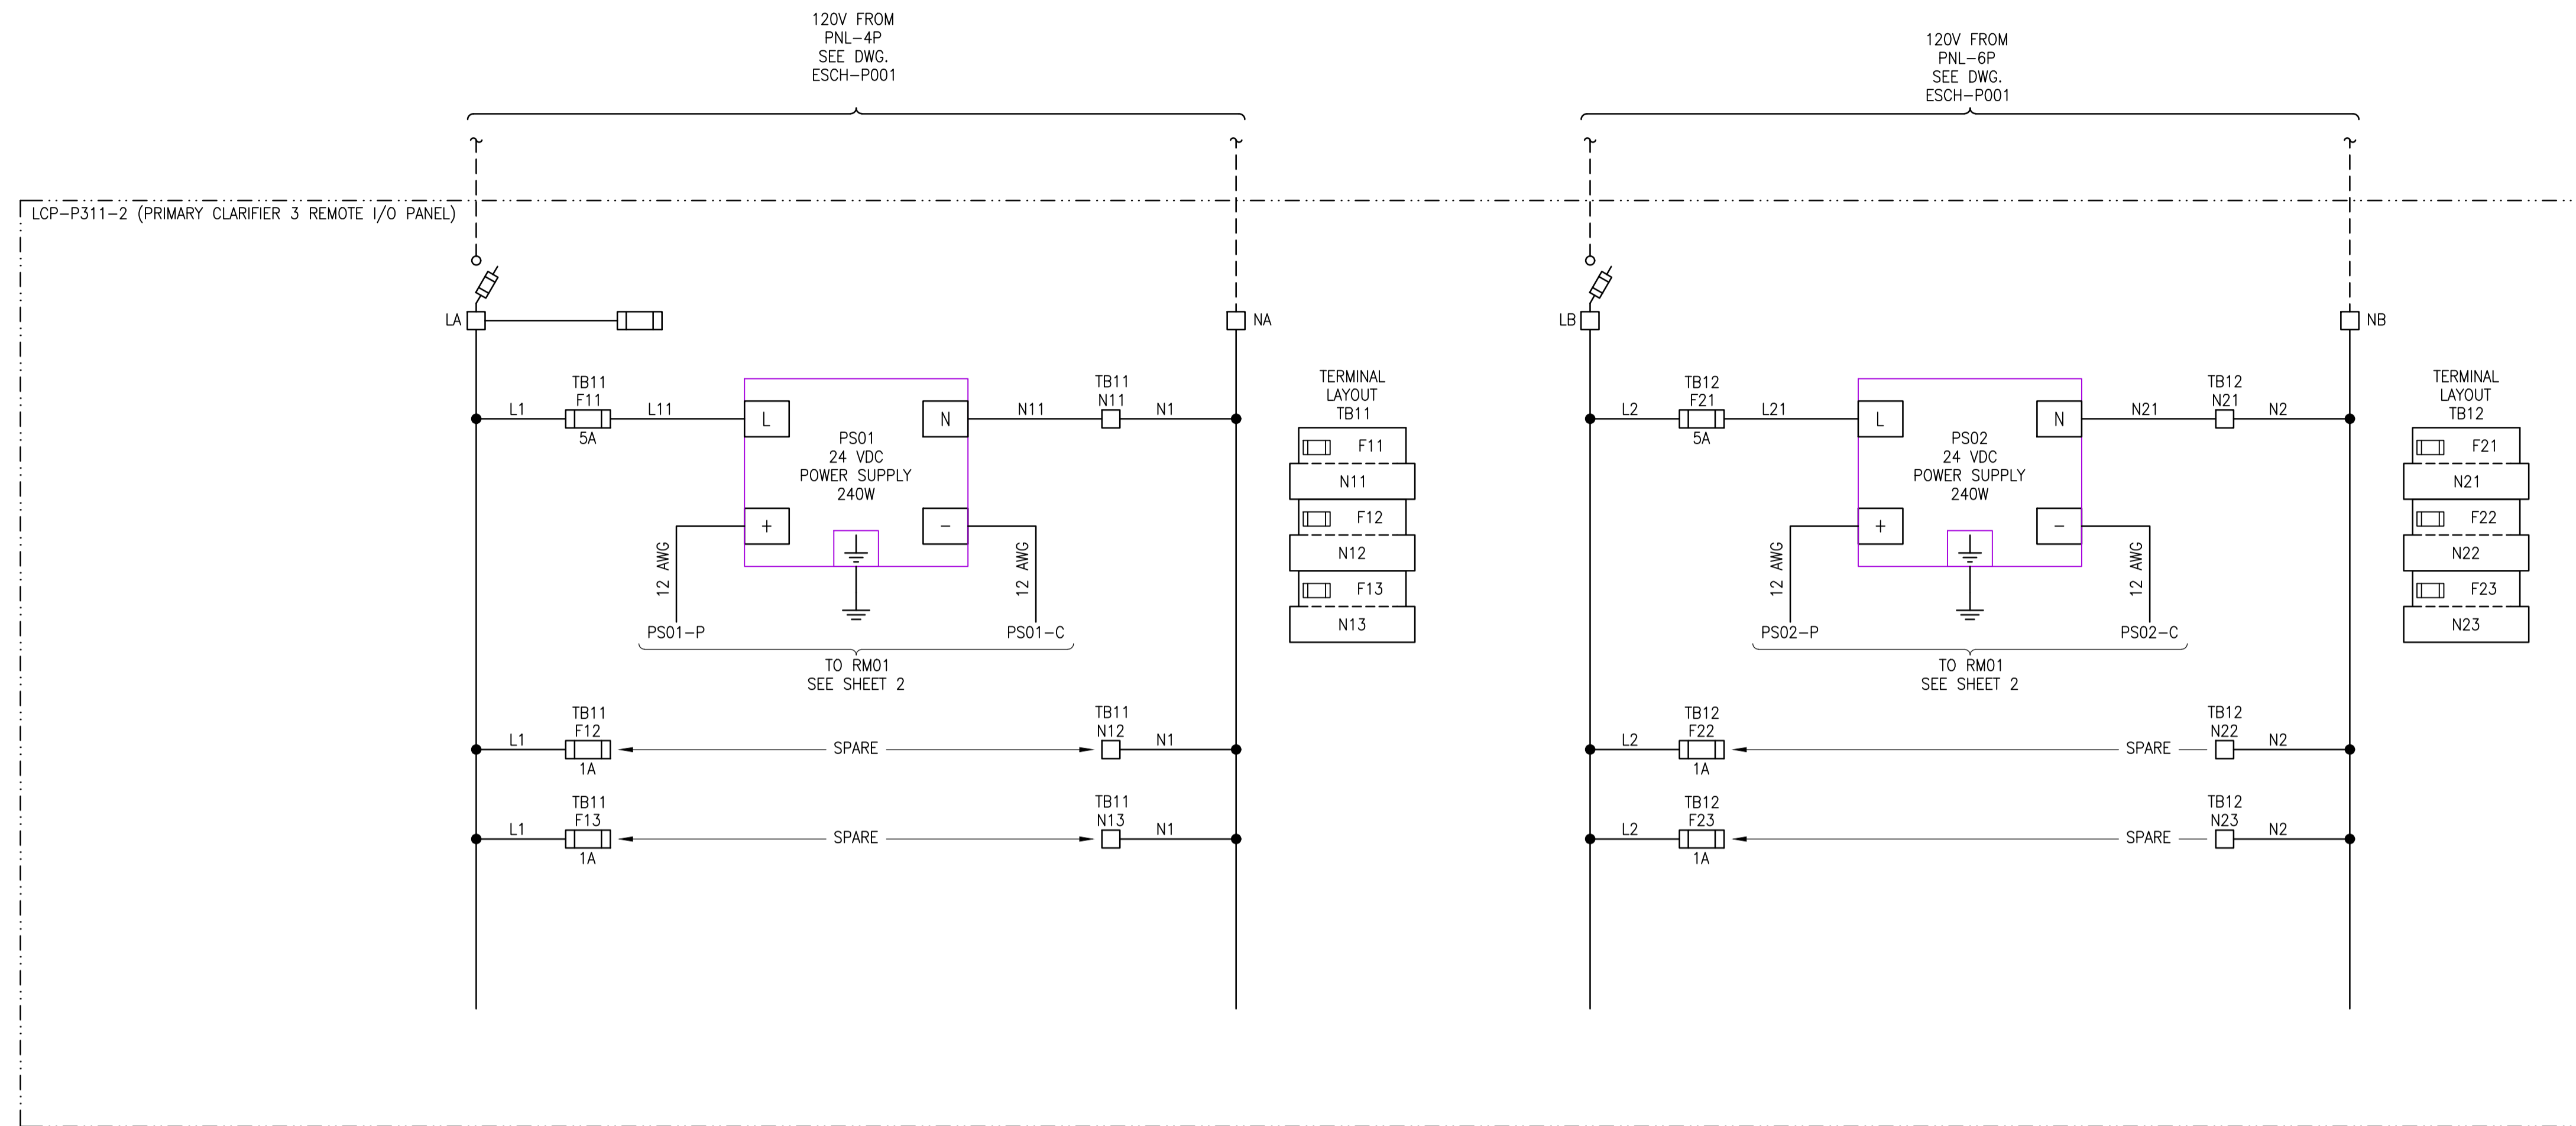 120V FROM
PNL-4P
SEE DWG.
ESCH-P001
120V FROM
PNL-6P
SEE DWG.
ESCH-P001
LCP-P311-2 (PRIMARY CLARIFIER 3 REMOTE I/O PANEL)
LA
NA
TB11
F11
L1
L11
5A
L
N
PS01
24 VDC
POWER SUPPLY
240W
+
-
TB11
N11
N11
N1
12 AWG
12 AWG
PS01-P
PS01-C
TO RM01
SEE SHEET 2
TB11
F12
L1
1A
SPARE
TB11
N12
N1
TB11
F13
L1
1A
SPARE
TB11
N13
N1
TERMINAL
LAYOUT
TB11
F11
N11
F12
N12
F13
N13
LB
NB
TB12
F21
L2
L21
5A
L
N
PS02
24 VDC
POWER SUPPLY
240W
+
-
TB12
N21
N21
N2
12 AWG
12 AWG
PS02-P
PS02-C
TO RM01
SEE SHEET 2
TB12
F22
L2
1A
SPARE
TB12
N22
N2
TB12
F23
L2
1A
SPARE
TB12
N23
N2
TERMINAL
LAYOUT
TB12
F21
N21
F22
N22
F23
N23